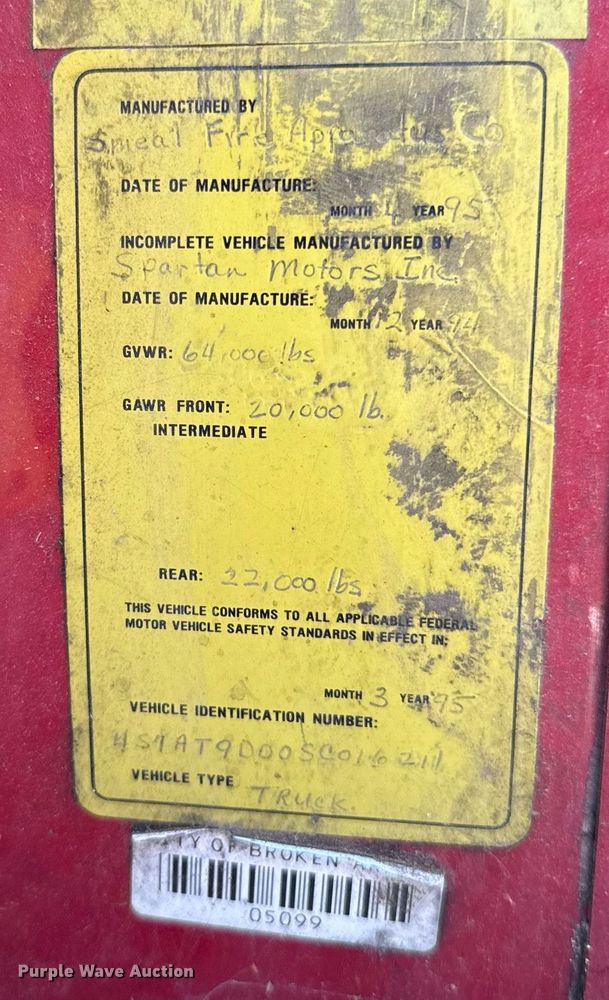 MANUFACTURED BY
Smeal Fire Apparatus Co
DATE OF MANUFACTURE:
MONTH 4 YEAR 95
INCOMPLETE VEHICLE MANUFACTURED BY
Spartan Motors Inc.
DATE OF MANUFACTURE:
MONTH 12 YEAR 94
GVWR: 64,000 lbs
GAWR FRONT: 20,000 lb.
INTERMEDIATE
REAR: 22,000 lbs
THIS VEHICLE CONFORMS TO ALL APPLICABLE FEDERAL
MOTOR VEHICLE SAFETY STANDARDS IN EFFECT IN:
MONTH 3 YEAR 95
VEHICLE IDENTIFICATION NUMBER:
VEHICLE TYPE
TRUCK
OF BROKEN
05099
Purple Wave Auction